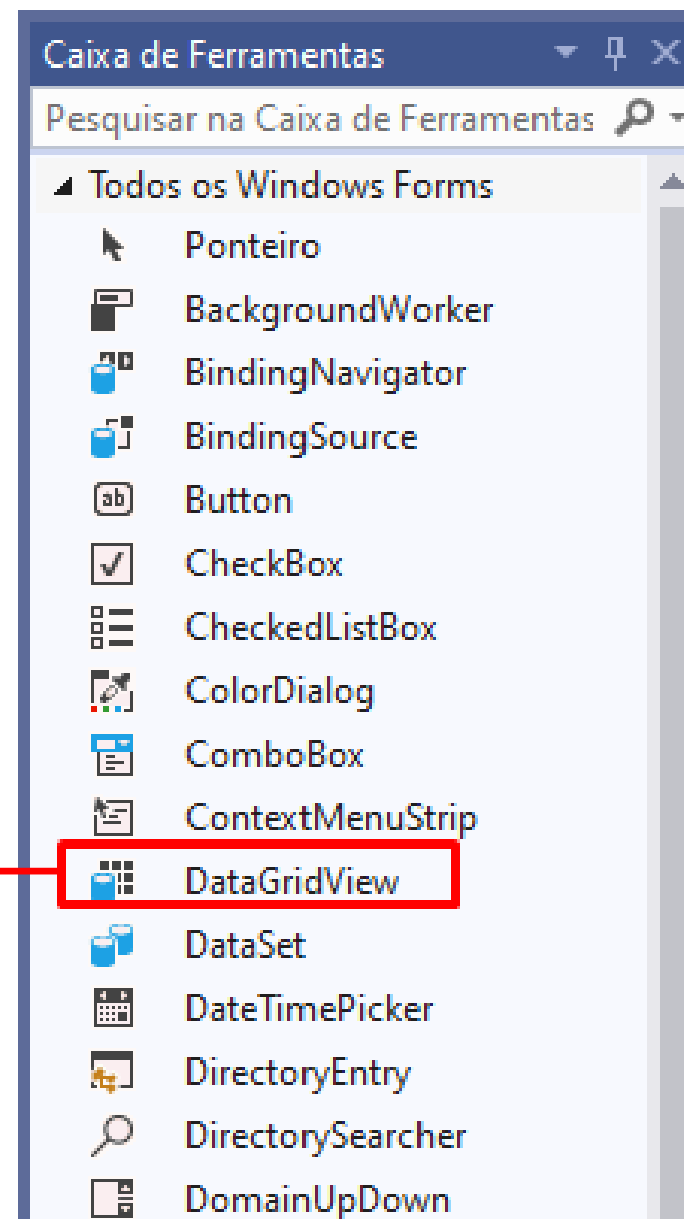 Caixa de Ferramentas
Pesquisar na Caixa de Ferramentas
Todos os Windows Forms
Ponteiro
BackgroundWorker
BindingNavigator
BindingSource
ab Button
CheckBox
CheckedListBox
ColorDialog
ComboBox
ContextMenuStrip
DataGridView
DataSet
DateTimePicker
DirectoryEntry
DirectorySearcher
DomainUpDown